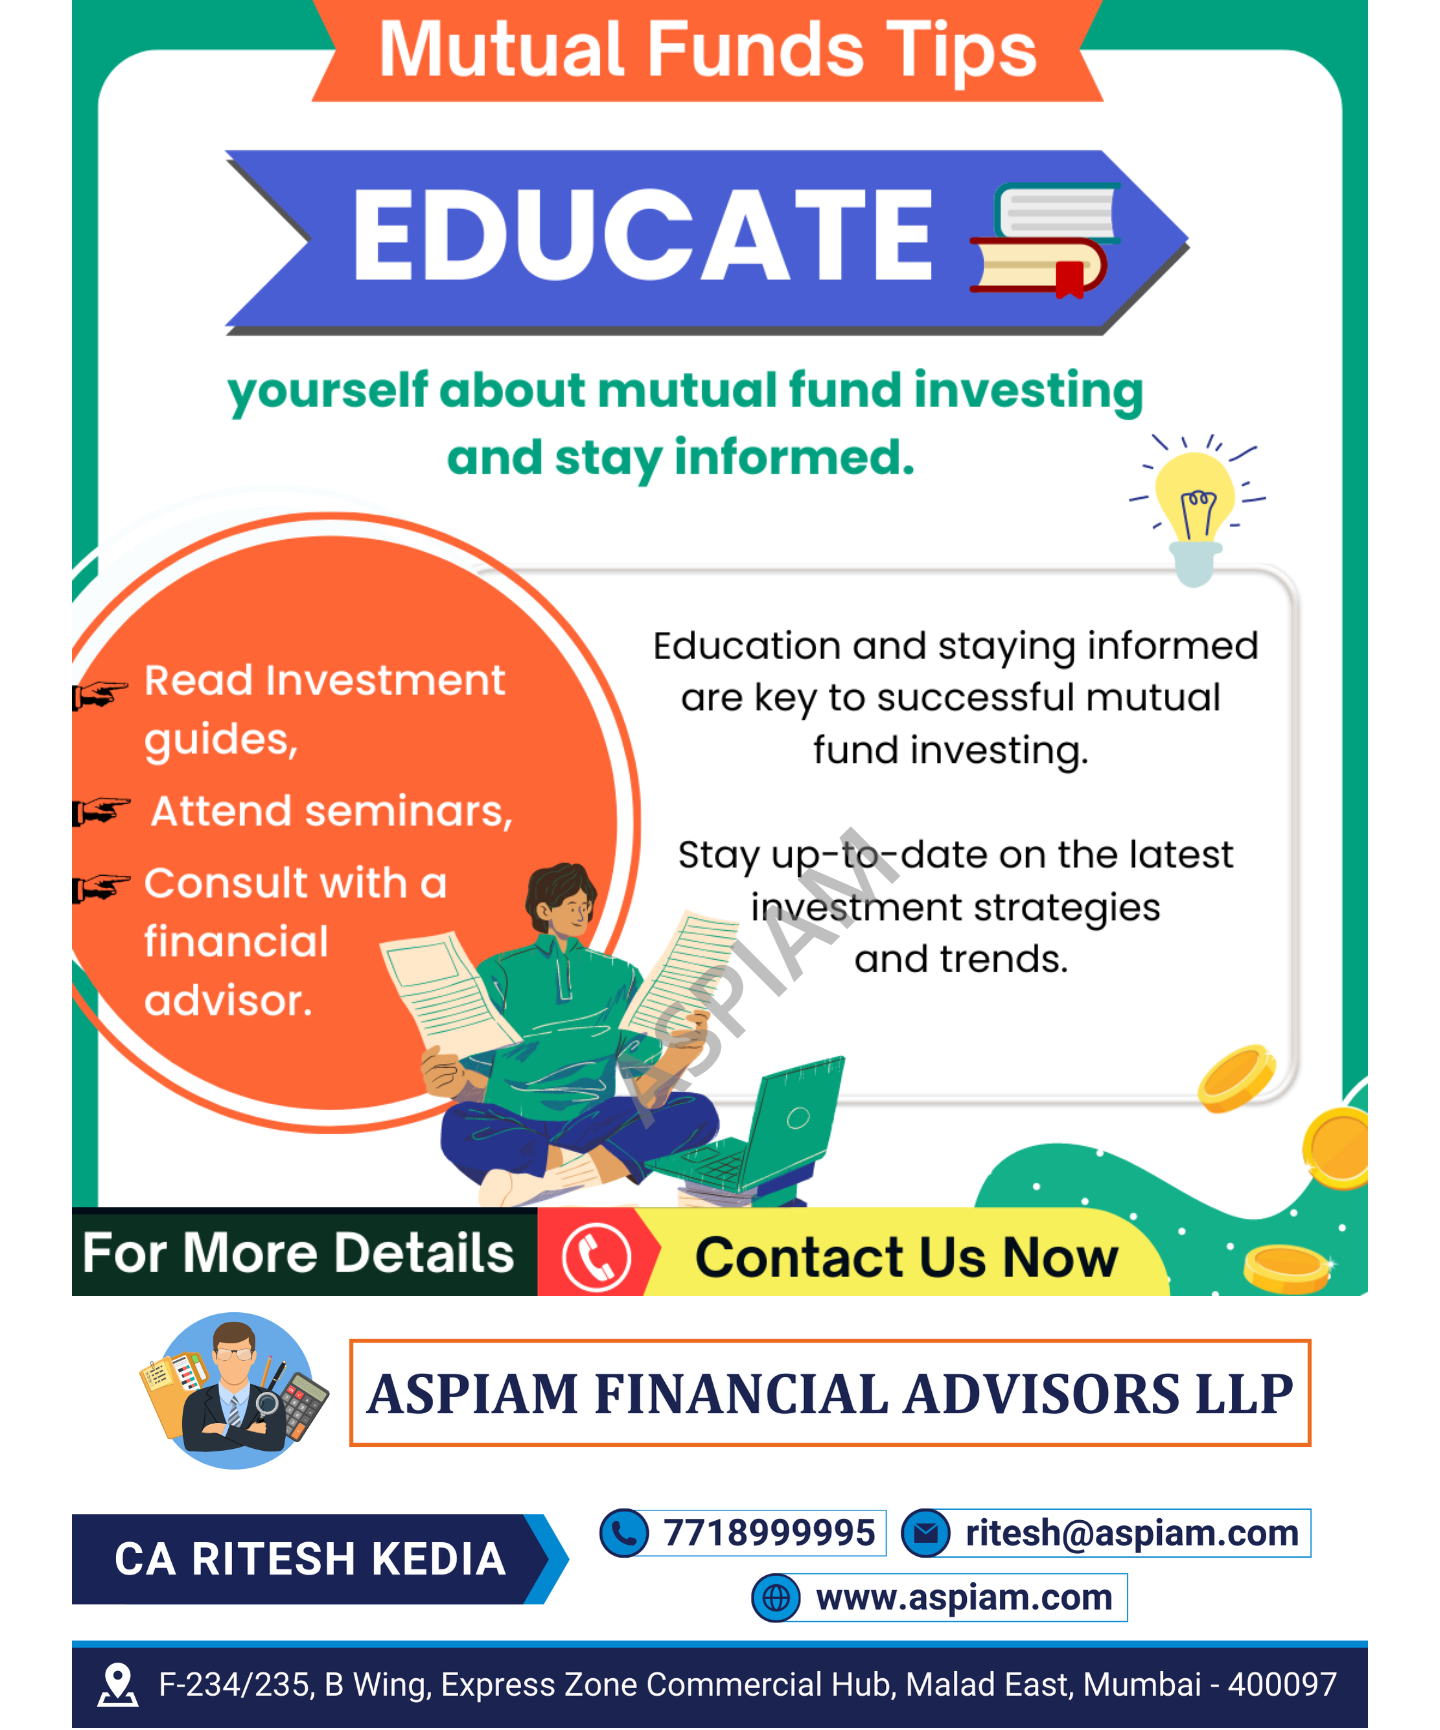 Mutual Funds Tips
EDUCATE
yourself about mutual fund investing
and stay informed.
Read Investment
guides,
Attend seminars,
Consult with a
financial
advisor.
Education and staying informed
are key to successful mutual
fund investing.
Stay up-to-date on the latest
investment strategies
and trends.
ASPIAM
For More Details
Contact Us Now
ASPIAM FINANCIAL ADVISORS LLP
CA RITESH KEDIA
7718999995
ritesh@aspiam.com
www.aspiam.com
F-234/235, B Wing, Express Zone Commercial Hub, Malad East, Mumbai - 400097